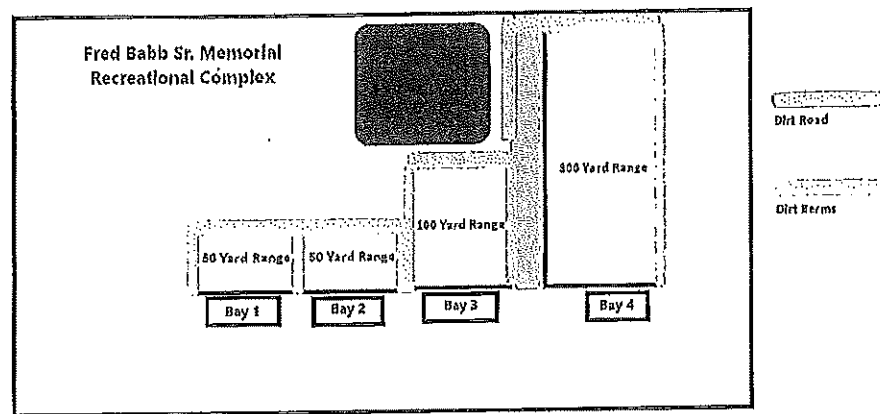 Fred Babb Sr. Memorial
Recreational Complex
Dirt Road
300 Yard Range
Dirt Berms
100 Yard Range
50 Yard Range
50 Yard Range
Bay 1
Bay 2
Bay 3
Bay 4